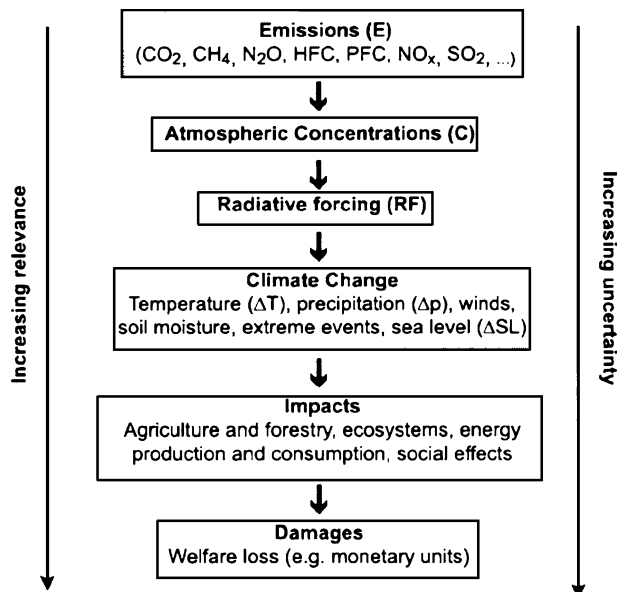 Emissions (E)
(CO₂, CH₄, N₂O, HFC, PFC, NOₓ, SO₂, ...)
Atmospheric Concentrations (C)
Radiative forcing (RF)
Climate Change
Temperature (ΔT), precipitation (Δp), winds,
soil moisture, extreme events, sea level (ΔSL)
Impacts
Agriculture and forestry, ecosystems, energy
production and consumption, social effects
Damages
Welfare loss (e.g. monetary units)
Increasing relevance
Increasing uncertainty